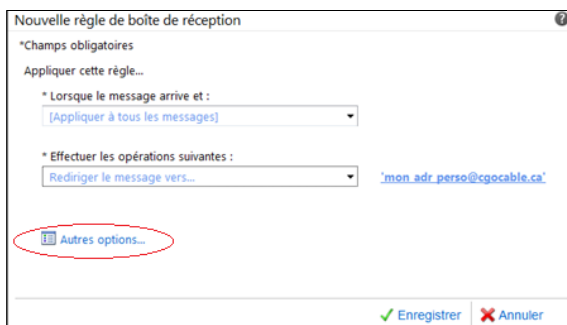 Nouvelle règle de boîte de réception
*Champs obligatoires
Appliquer cette règle...
* Lorsque le message arrive et :
[Appliquer à tous les messages]
* Effectuer les opérations suivantes :
Rediriger le message vers... 'mon adr perso@cgocable.ca'
Autres options...
Enregistrer Annuler